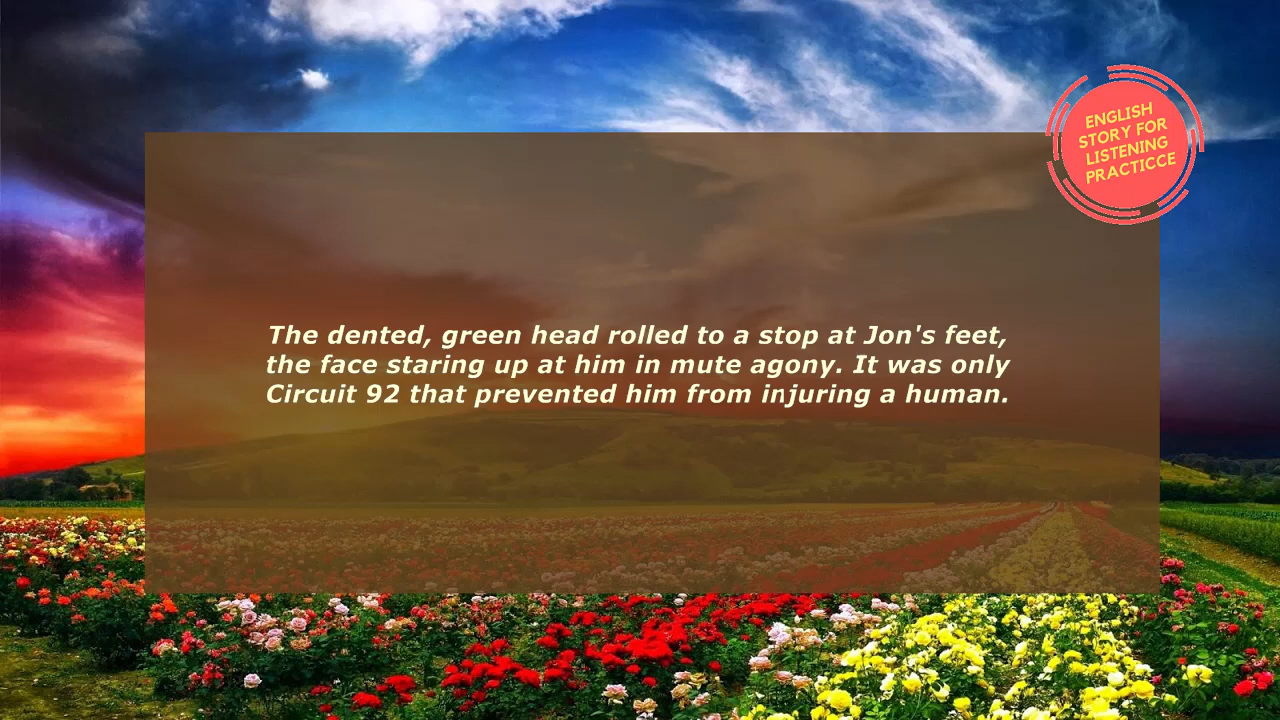 ENGLISH
STORY FOR
LISTENING
PRACTICCE
The dented, green head rolled to a stop at Jon's feet,
the face staring up at him in mute agony. It was only
Circuit 92 that prevented him from injuring a human.